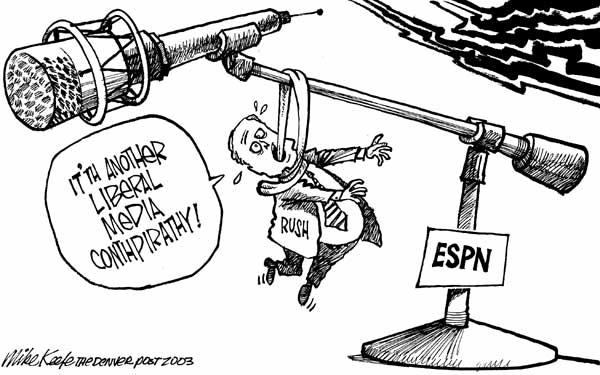 IT'TH ANOTHER
LIBERAL
MEDIA
CONTHPIRATHY!
RUSH
ESPN
Mike Keefe THE DENVER POST 2003